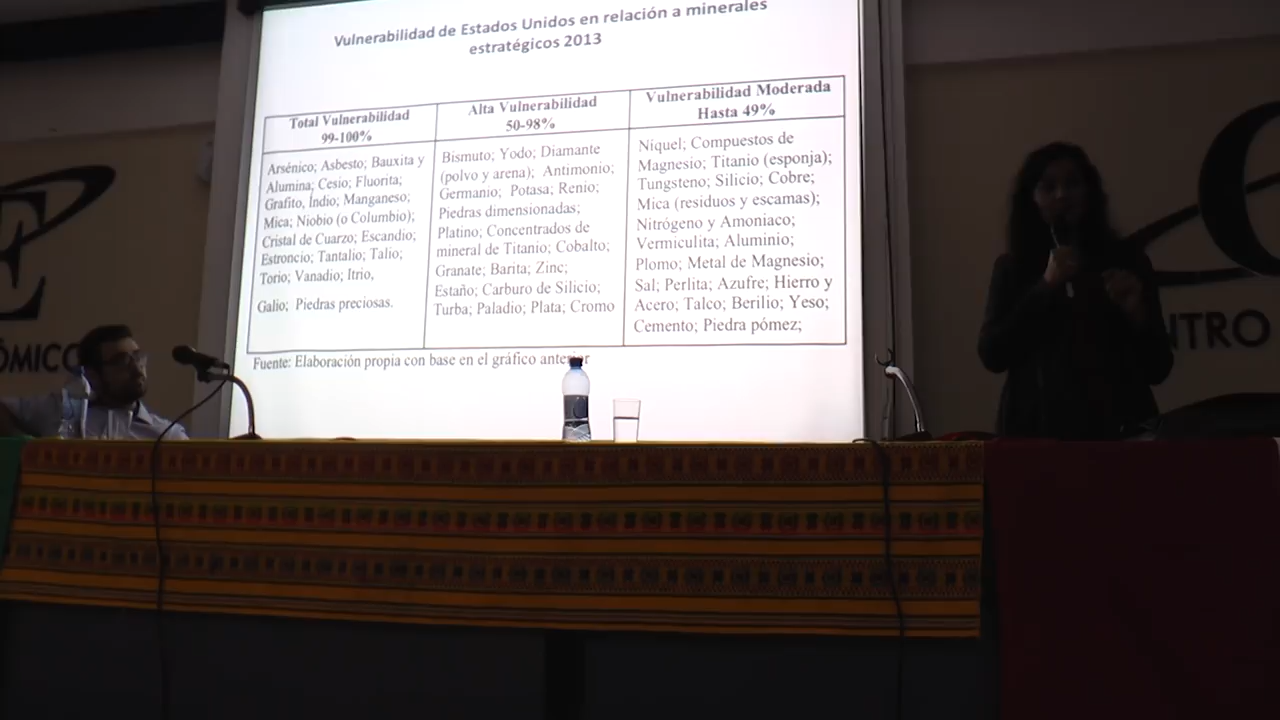 Vulnerabilidad de Estados Unidos en relación a minerales
estratégicos 2013
Total Vulnerabilidad
99-100%
Arsénico; Asbesto; Bauxita y
Alumina; Cesio; Fluorita;
Grafito, Índio; Manganeso;
Mica; Niobio (o Columbio);
Cristal de Cuarzo; Escandio;
Estroncio; Tantalio; Talio;
Torio; Vanadio; Itrio,
Galio; Piedras preciosas.
Alta Vulnerabilidad
50-98%
Bismuto; Yodo; Diamante
(polvo y arena); Antimonio;
Germanio; Potasa; Renio;
Piedras dimensionadas;
Platino; Concentrados de
mineral de Titanio; Cobalto;
Granate; Barita; Zinc;
Estaño; Carburo de Silicio;
Turba; Paladio; Plata; Cromo
Vulnerabilidad Moderada
Hasta 49%
Níquel; Compuestos de
Magnesio; Titanio (esponja);
Tungsteno; Silicio; Cobre;
Mica (residuos y escamas);
Nitrógeno y Amoniaco;
Vermiculita; Aluminio;
Plomo; Metal de Magnesio;
Sal; Perlita; Azufre; Hierro y
Acero; Talco; Berilio; Yeso;
Cemento; Piedra pómez;
Fuente: Elaboración propia con base en el gráfico anterior
E
ÓMICO
C
NTRO